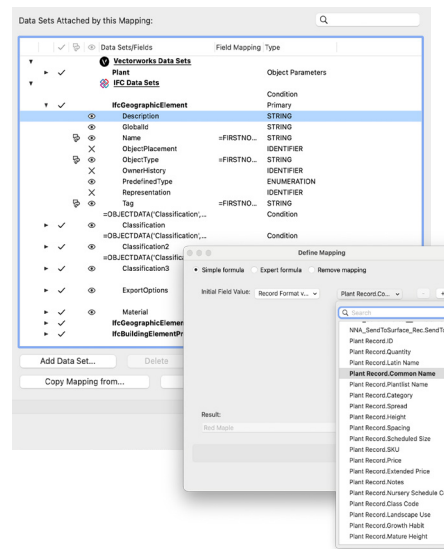 Data Sets Attached by this Mapping:
Data Sets/Fields Field Mapping Type
Vectorworks Data Sets
Plant Object Parameters
IFC Data Sets
Condition
IfcGeographicElement Primary
Description STRING
GlobalId STRING
Name =FIRSTNO... STRING
ObjectPlacement IDENTIFIER
ObjectType =FIRSTNO... STRING
OwnerHistory IDENTIFIER
PredefinedType ENUMERATION
Representation IDENTIFIER
Tag =FIRSTNO... STRING
=OBJECTDATA('Classification',... Condition
Classification
=OBJECTDATA('Classification',... Condition
Classification2
=OBJECTDATA('Classifica
Classification3
ExportOptions
Material
IfcGeographicElemen
IfcBuildingElementPr
Add Data Set... Delete
Copy Mapping from...
Define Mapping
Simple formula Expert formula Remove mapping
Initial Field Value: Record Format v... Plant Record.Co... - +
Search
NNA_SendToSurface_Rec.SendTo
Plant Record.ID
Plant Record.Quantity
Plant Record.Latin Name
Plant Record.Common Name
Plant Record.Plantlist Name
Plant Record.Category
Plant Record.Spread
Plant Record.Height
Plant Record.Spacing
Plant Record.Scheduled Size
Plant Record.SKU
Plant Record.Price
Plant Record.Extended Price
Plant Record.Notes
Plant Record.Nursery Schedule C
Plant Record.Class Code
Plant Record.Landscape Use
Plant Record.Growth Habit
Plant Record.Mature Height
Result:
Red Maple